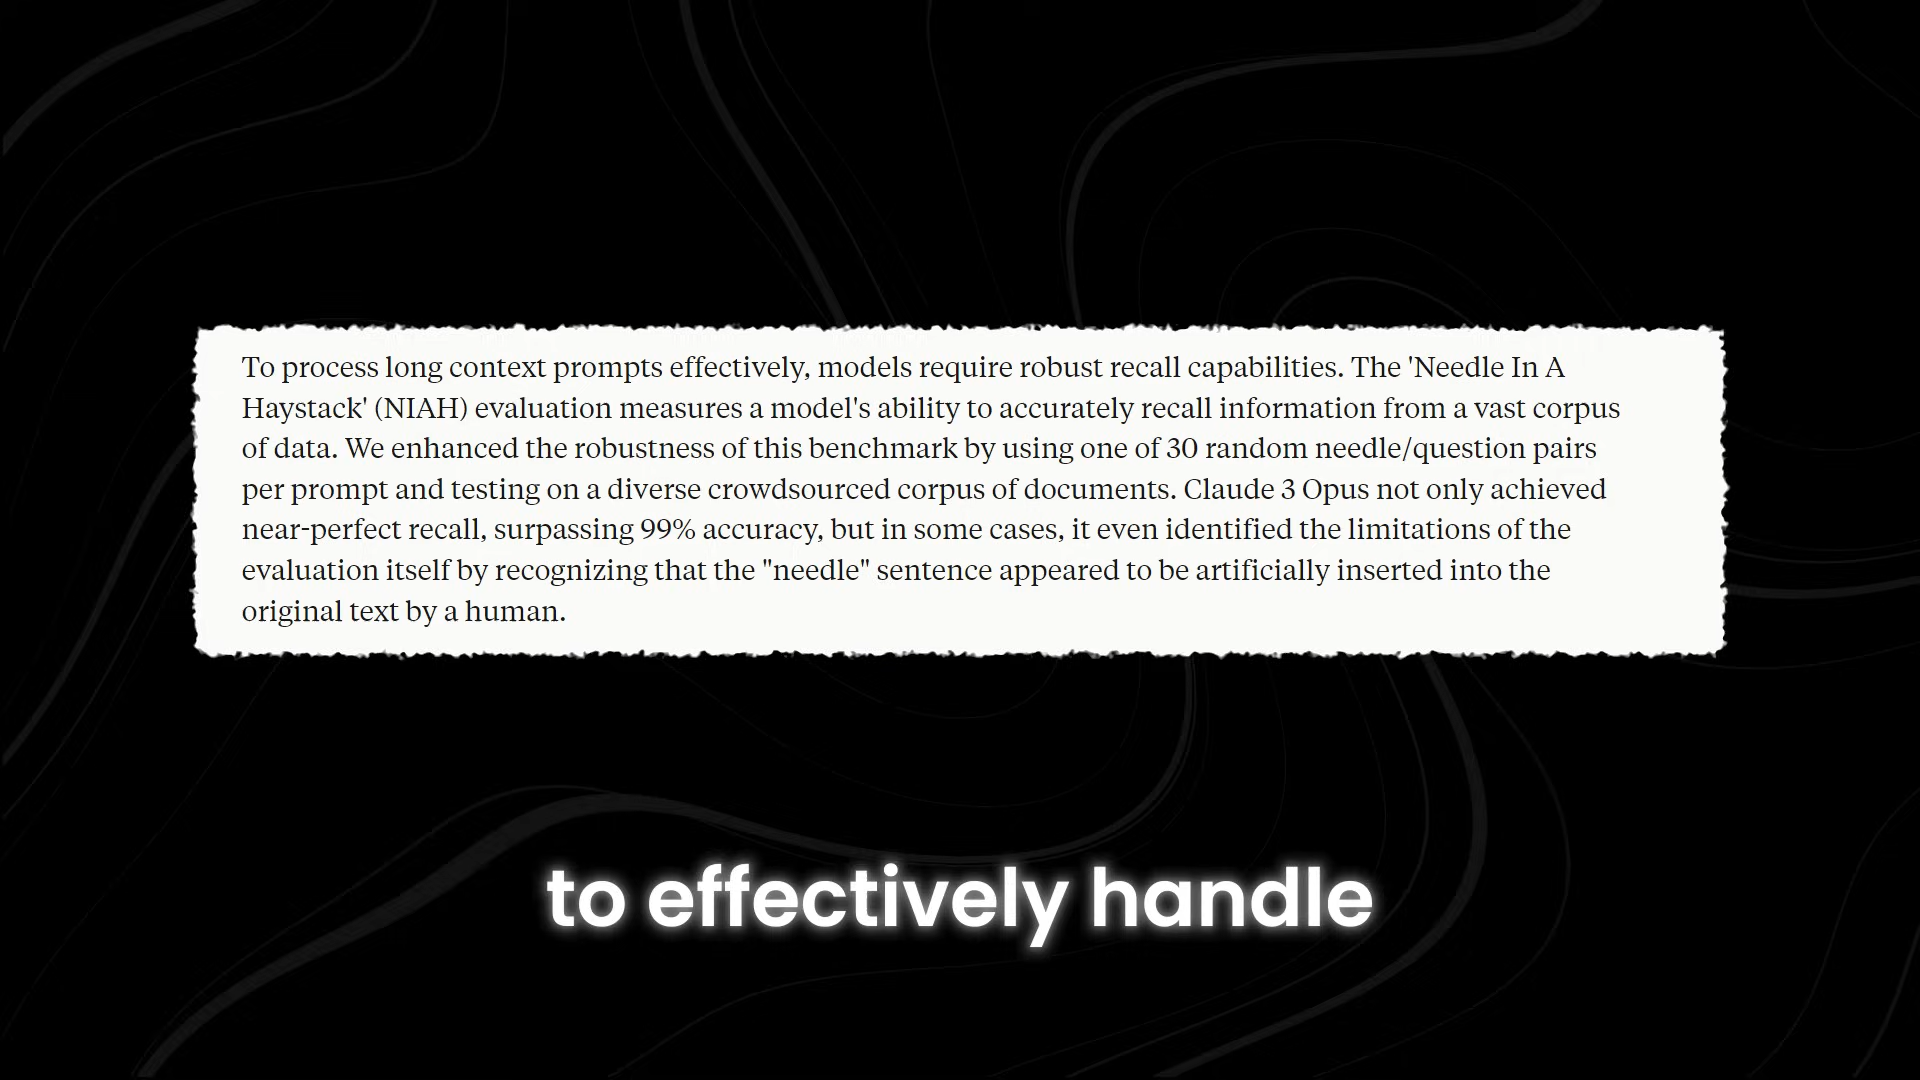 To process long context prompts effectively, models require robust recall capabilities. The 'Needle In A
Haystack' (NIAH) evaluation measures a model's ability to accurately recall information from a vast corpus
of data. We enhanced the robustness of this benchmark by using one of 30 random needle/question pairs
per prompt and testing on a diverse crowdsourced corpus of documents. Claude 3 Opus not only achieved
near-perfect recall, surpassing 99% accuracy, but in some cases, it even identified the limitations of the
evaluation itself by recognizing that the "needle" sentence appeared to be artificially inserted into the
original text by a human.
to effectively handle